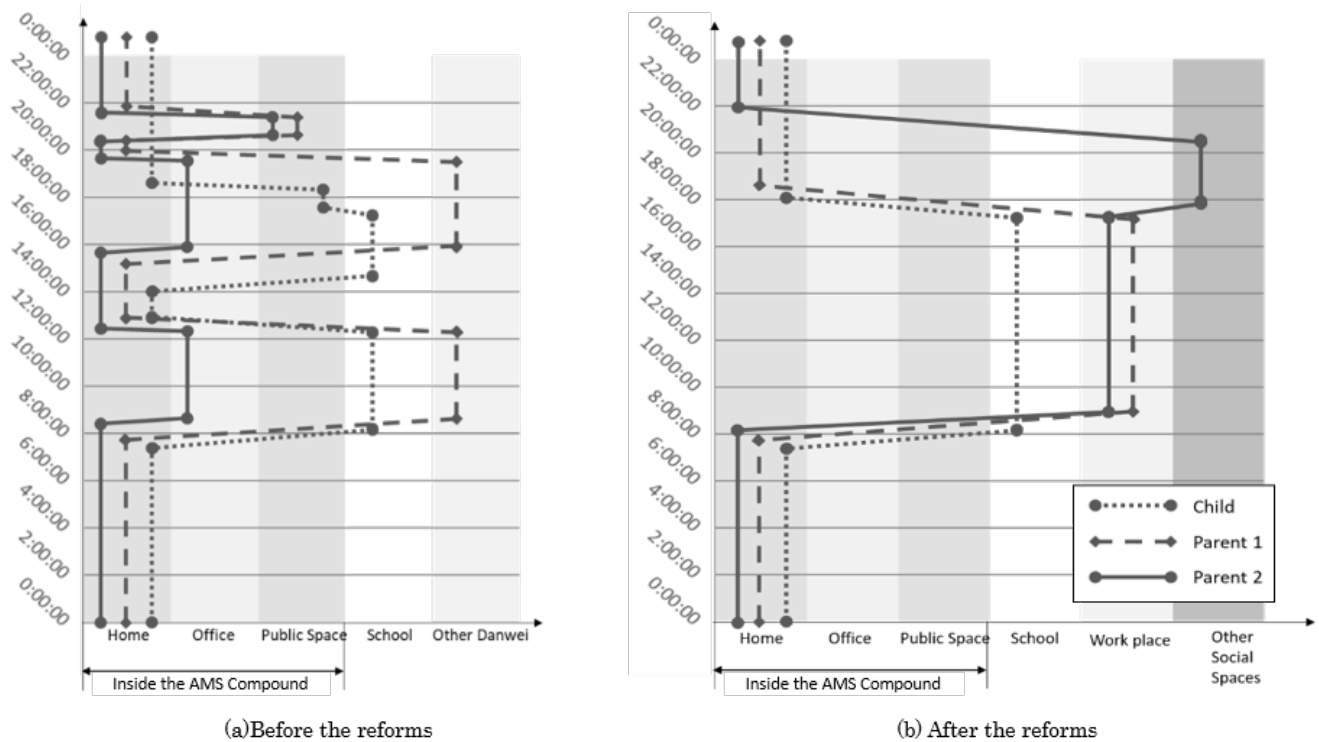 0:00:00
22:00:00
20:00:00
18:00:00
16:00:00
14:00:00
12:00:00
10:00:00
8:00:00
6:00:00
4:00:00
2:00:00
0:00:00
Home Office Public Space School Other Danwei
Inside the AMS Compound
(a)Before the reforms
0:00:00
22:00:00
20:00:00
18:00:00
16:00:00
14:00:00
12:00:00
10:00:00
8:00:00
6:00:00
4:00:00
2:00:00
0:00:00
Child
Parent 1
Parent 2
Home Office Public Space School Work place Other
Social
Spaces
Inside the AMS Compound
(b) After the reforms